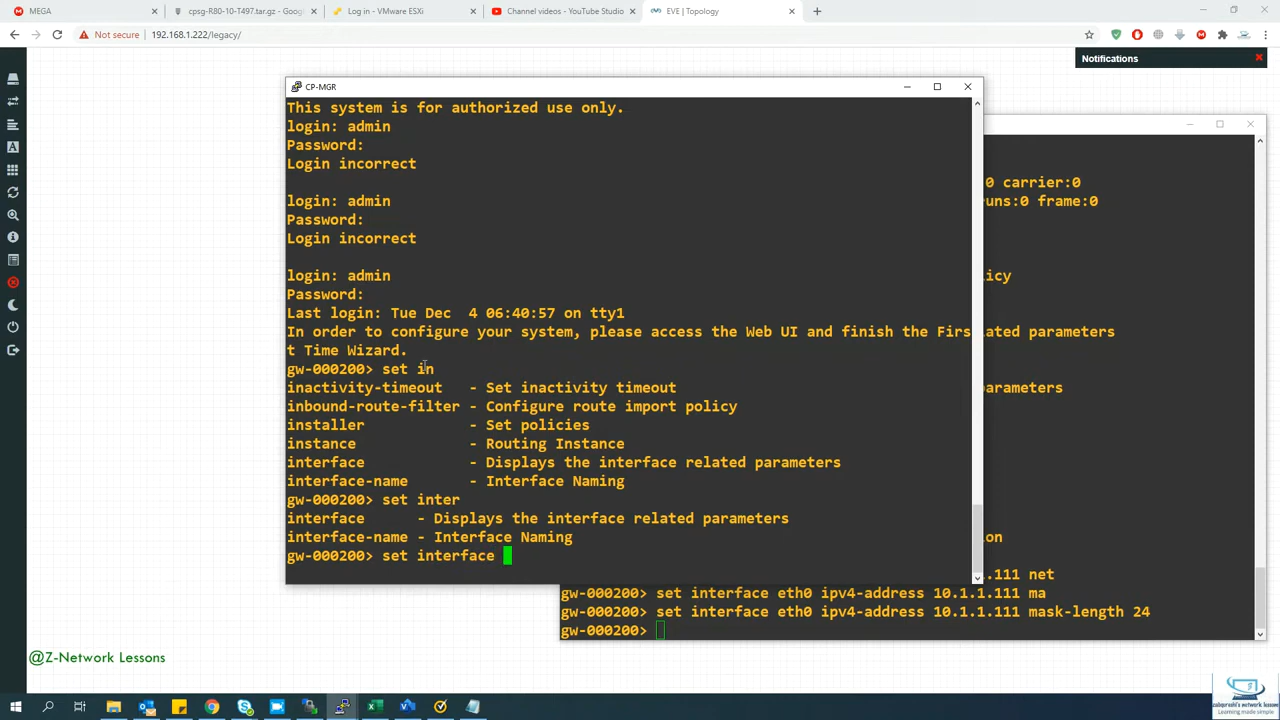 MEGA
cpsg-R80-10-T497.tar.gz - Googl
Log in - VMware ESXi
Channel videos - YouTube Studio
EVE | Topology
Not secure
192.168.1.222/legacy/
Notifications
CP-MGR
This system is for authorized use only.
login: admin
Password:
Login incorrect
login: admin
Password:
Login incorrect
login: admin
Password:
Last login: Tue Dec  4 06:40:57 on tty1
In order to configure your system, please access the Web UI and finish the Firs
t Time Wizard.
gw-000200> set in
inactivity-timeout   - Set inactivity timeout
inbound-route-filter - Configure route import policy
installer            - Set policies
instance             - Routing Instance
interface            - Displays the interface related parameters
interface-name       - Interface Naming
gw-000200> set inter
interface      - Displays the interface related parameters
interface-name - Interface Naming
gw-000200> set interface
0 carrier:0
uns:0 frame:0
icy
ated parameters
parameters
on
.111 net
gw-000200> set interface eth0 ipv4-address 10.1.1.111 ma
gw-000200> set interface eth0 ipv4-address 10.1.1.111 mask-length 24
gw-000200>
@Z-Network Lessons
Learning made simple